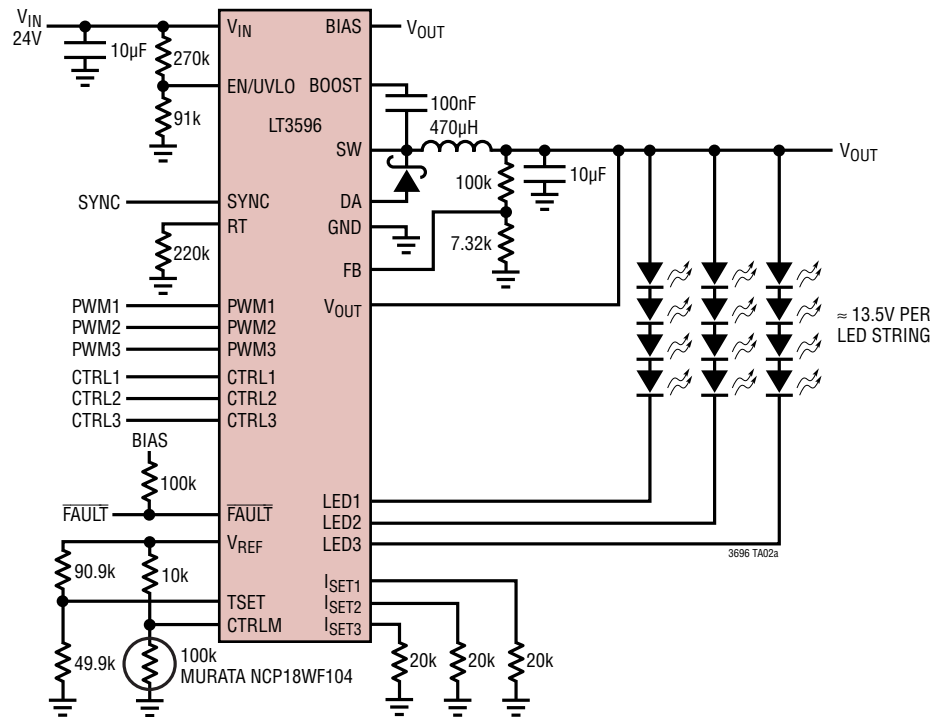 VIN
24V
10µF
270k
91k
VIN
EN/UVLO
LT3596
BIAS
VOUT
BOOST
100nF
470µH
SW
VOUT
10µF
100k
DA
GND
7.32k
FB
VOUT
SYNC
SYNC
RT
220k
PWM1
PWM2
PWM3
PWM1
PWM2
PWM3
CTRL1
CTRL2
CTRL3
CTRL1
CTRL2
CTRL3
≈ 13.5V PER
LED STRING
BIAS
100k
FAULT
FAULT
LED1
LED2
LED3
3696 TA02a
VREF
90.9k
10k
TSET
CTRLM
49.9k
100k
MURATA NCP18WF104
ISET1
ISET2
ISET3
20k
20k
20k